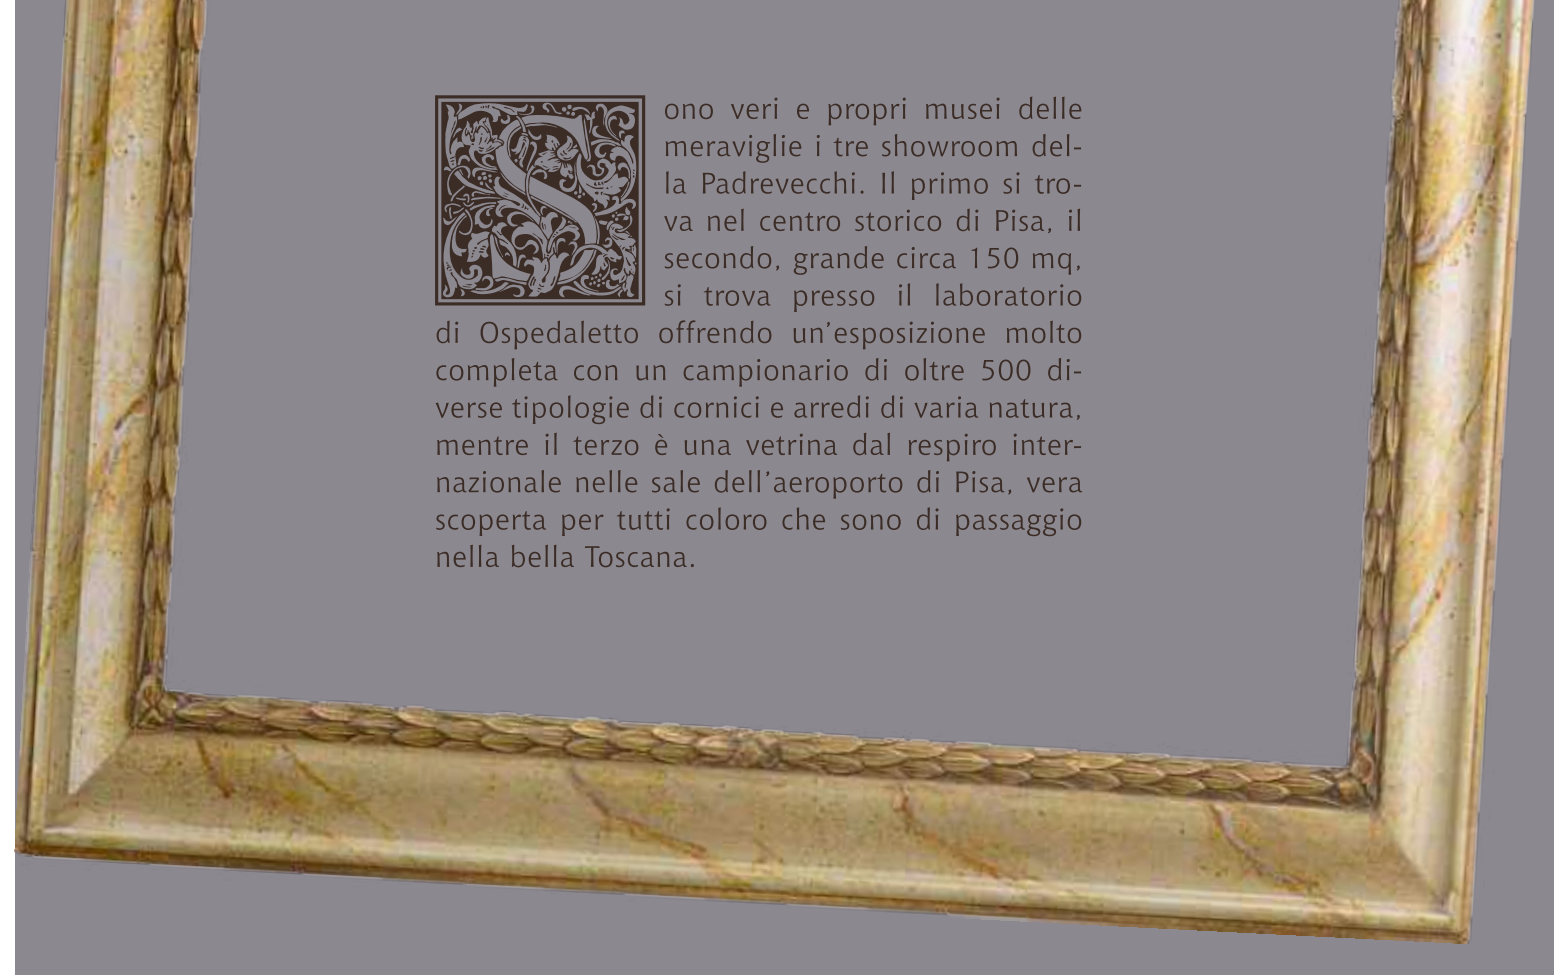 Sono veri e propri musei delle
meraviglie i tre showroom del-
la Padrevecchi. Il primo si tro-
va nel centro storico di Pisa, il
secondo, grande circa 150 mq,
si trova presso il laboratorio
di Ospedaletto offrendo un’esposizione molto
completa con un campionario di oltre 500 di-
verse tipologie di cornici e arredi di varia natura,
mentre il terzo è una vetrina dal respiro inter-
nazionale nelle sale dell’aeroporto di Pisa, vera
scoperta per tutti coloro che sono di passaggio
nella bella Toscana.